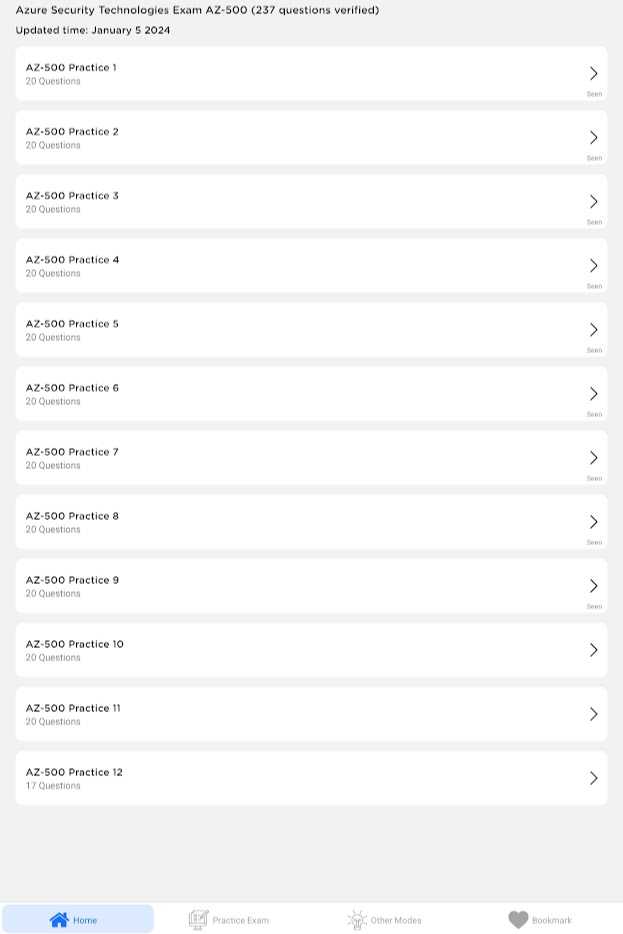 Azure Security Technologies Exam AZ-500 (237 questions verified)
Updated time: January 5 2024
AZ-500 Practice 1
20 Questions
Seen
AZ-500 Practice 2
20 Questions
Seen
AZ-500 Practice 3
20 Questions
Seen
AZ-500 Practice 4
20 Questions
Seen
AZ-500 Practice 5
20 Questions
Seen
AZ-500 Practice 6
20 Questions
Seen
AZ-500 Practice 7
20 Questions
Seen
AZ-500 Practice 8
20 Questions
Seen
AZ-500 Practice 9
20 Questions
Seen
AZ-500 Practice 10
20 Questions
AZ-500 Practice 11
20 Questions
AZ-500 Practice 12
17 Questions
Home Practice Exam Other Modes Bookmark